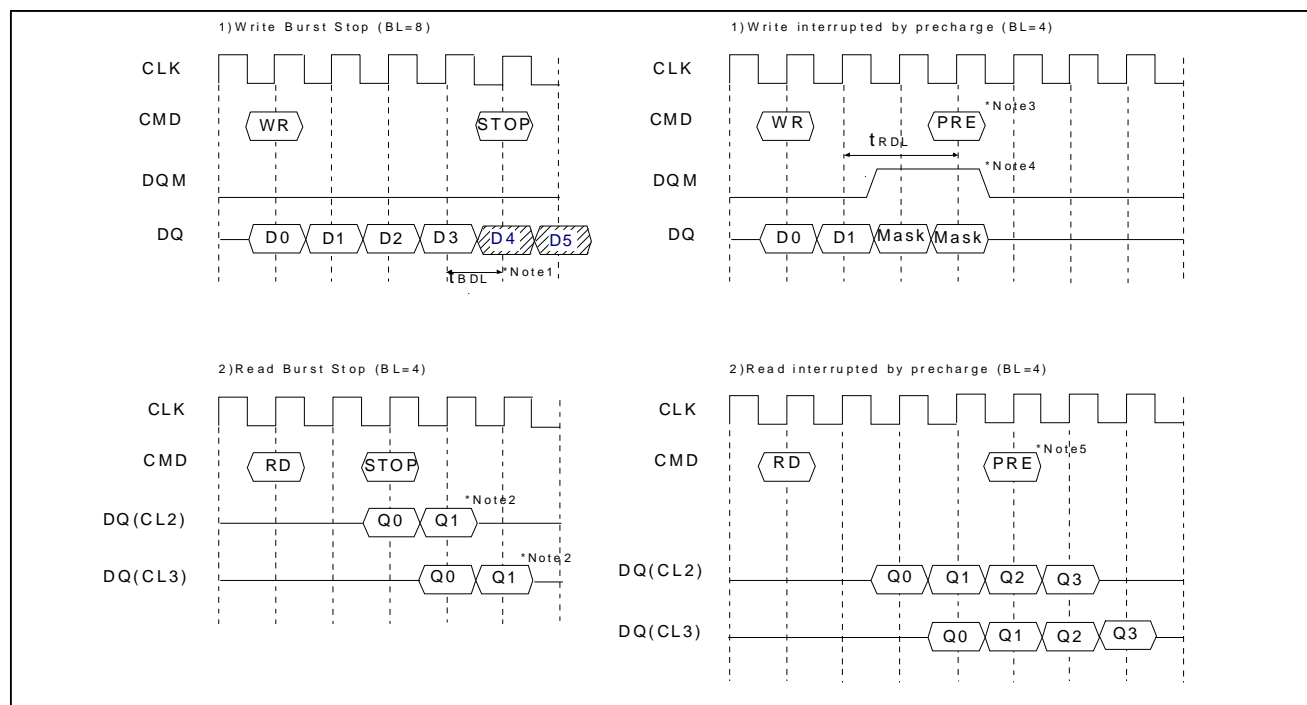 1)Write Burst Stop (BL=8)
CLK
CMD
WR
STOP
DQM
DQ
D0 D1 D2 D3 D4 D5
tBDL
*Note1
1)Write interrupted by precharge (BL=4)
CLK
CMD
WR
PRE
*Note3
tRDL
DQM
*Note4
DQ
D0 D1 Mask Mask
2)Read Burst Stop (BL=4)
CLK
CMD
RD
STOP
DQ(CL2)
Q0 Q1
*Note2
DQ(CL3)
Q0 Q1
*Note2
2)Read interrupted by precharge (BL=4)
CLK
CMD
RD
PRE
*Note5
DQ(CL2)
Q0 Q1 Q2 Q3
DQ(CL3)
Q0 Q1 Q2 Q3